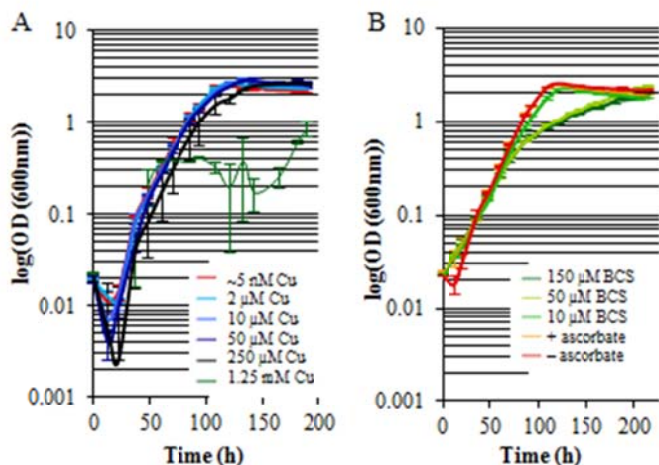 A
10
1
0.1
0.01
0.001
log(OD (600nm))
0 50 100 150 200
Time (h)
~5 nM Cu
2 µM Cu
10 µM Cu
50 µM Cu
250 µM Cu
1.25 mM Cu
B
10
1
0.1
0.01
0.001
log(OD (600nm))
0 50 100 150 200
Time (h)
150 µM BCS
50 µM BCS
10 µM BCS
+ ascorbate
– ascorbate